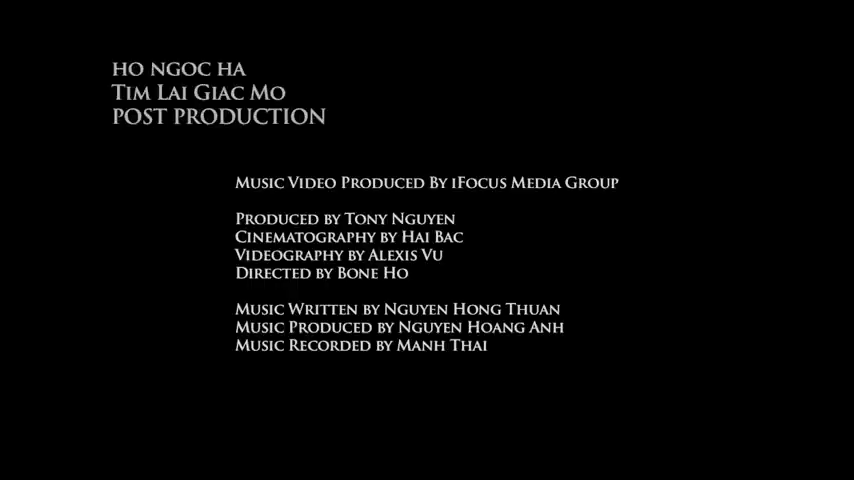 HO NGOC HA
TIM LAI GIAC MO
POST PRODUCTION
MUSIC VIDEO PRODUCED BY IFOCUS MEDIA GROUP
PRODUCED BY TONY NGUYEN
CINEMATOGRAPHY BY HAI BAC
VIDEOGRAPHY BY ALEXIS VU
DIRECTED BY BONE HO
MUSIC WRITTEN BY NGUYEN HONG THUAN
MUSIC PRODUCED BY NGUYEN HOANG ANH
MUSIC RECORDED BY MANH THAI